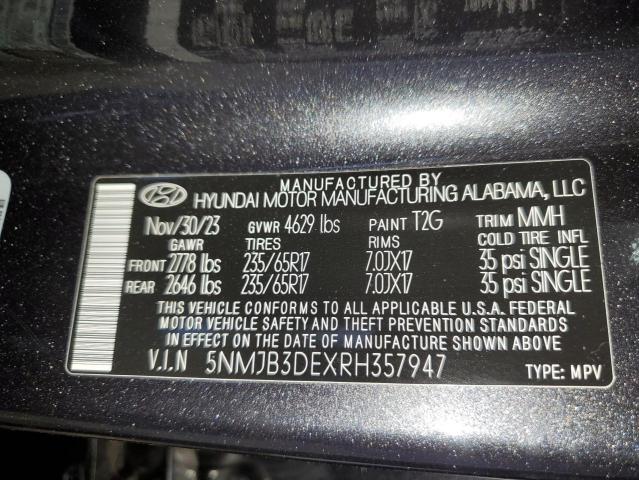 MANUFACTURED BY
HYUNDAI MOTOR MANUFACTURING ALABAMA, LLC
Nov/30/23 GVWR 4629 lbs PAINT T2G TRIM MMH
GAWR TIRES RIMS COLD TIRE INFL
FRONT 2778 lbs 235/65R17 7.0JX17 35 psi SINGLE
REAR 2646 lbs 235/65R17 7.0JX17 35 psi SINGLE
THIS VEHICLE CONFORMS TO ALL APPLICABLE U.S.A. FEDERAL
MOTOR VEHICLE SAFETY AND THEFT PREVENTION STANDARDS
IN EFFECT ON THE DATE OF MANUFACTURE SHOWN ABOVE.
V.I.N 5NMJB3DEXRH357947 TYPE: MPV